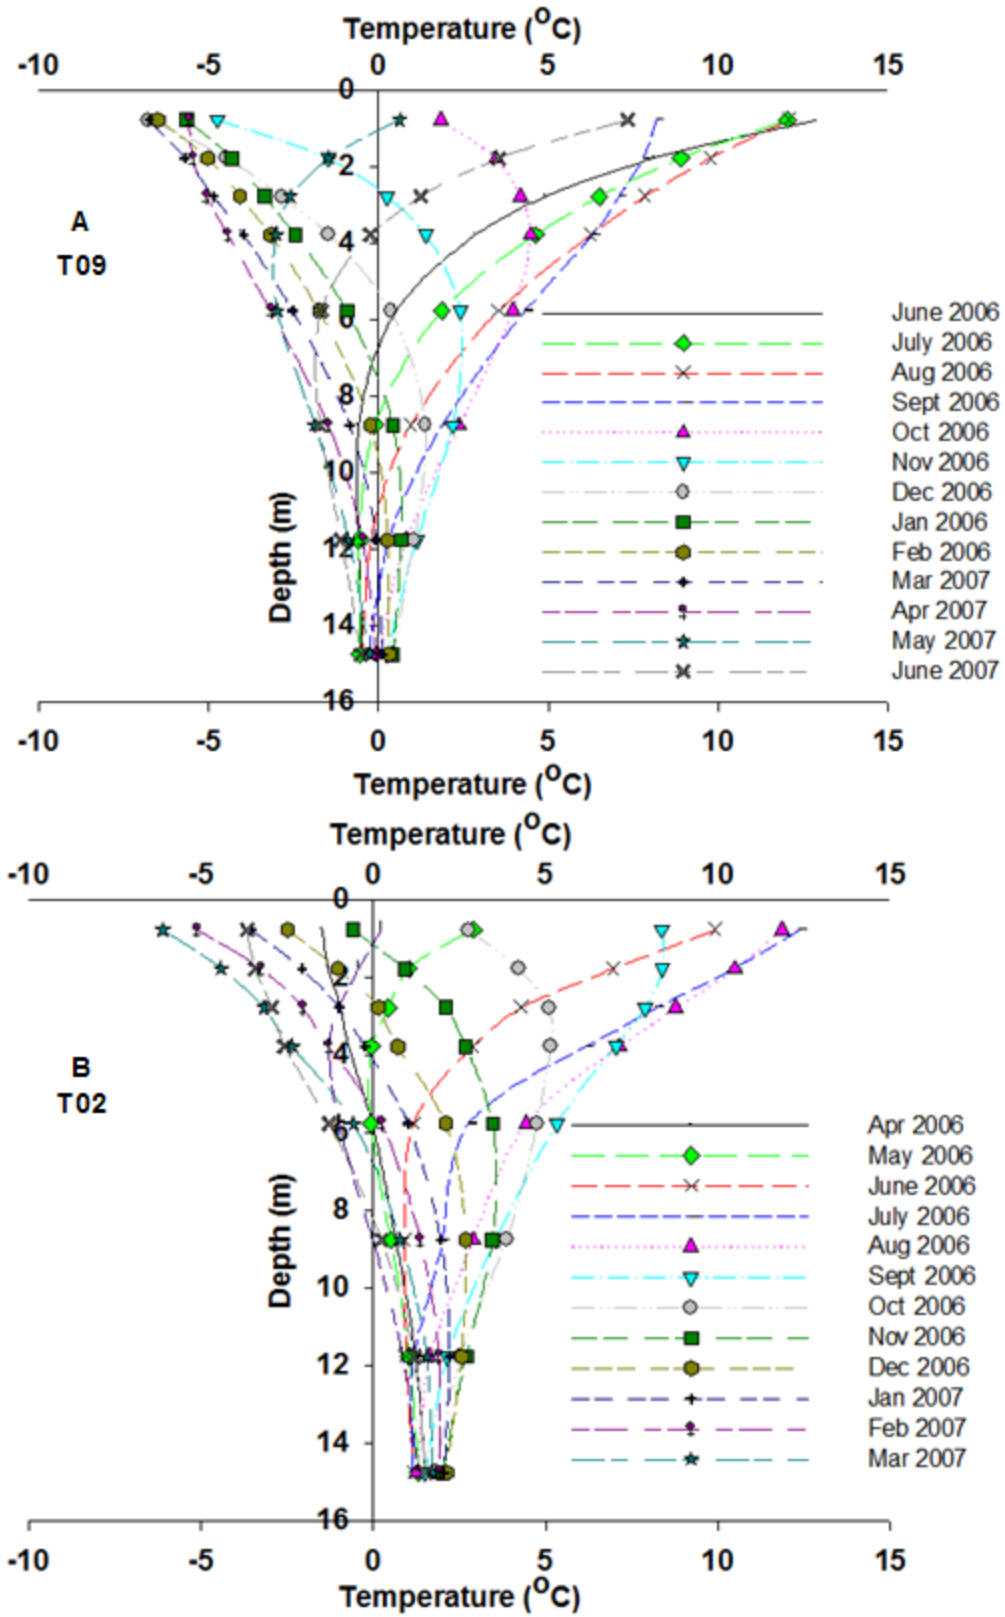 Temperature (OC)
-10 -5 0 5 10 15
0
2
4
6
8
10
12
14
16
Depth (m)
A
T09
June 2006
July 2006
Aug 2006
Sept 2006
Oct 2006
Nov 2006
Dec 2006
Jan 2006
Feb 2006
Mar 2007
Apr 2007
May 2007
June 2007
-10 -5 0 5 10 15
Temperature (OC)
Temperature (OC)
-10 -5 0 5 10 15
0
2
4
6
8
10
12
14
16
Depth (m)
B
T02
Apr 2006
May 2006
June 2006
July 2006
Aug 2006
Sept 2006
Oct 2006
Nov 2006
Dec 2006
Jan 2007
Feb 2007
Mar 2007
-10 -5 0 5 10 15
Temperature (OC)